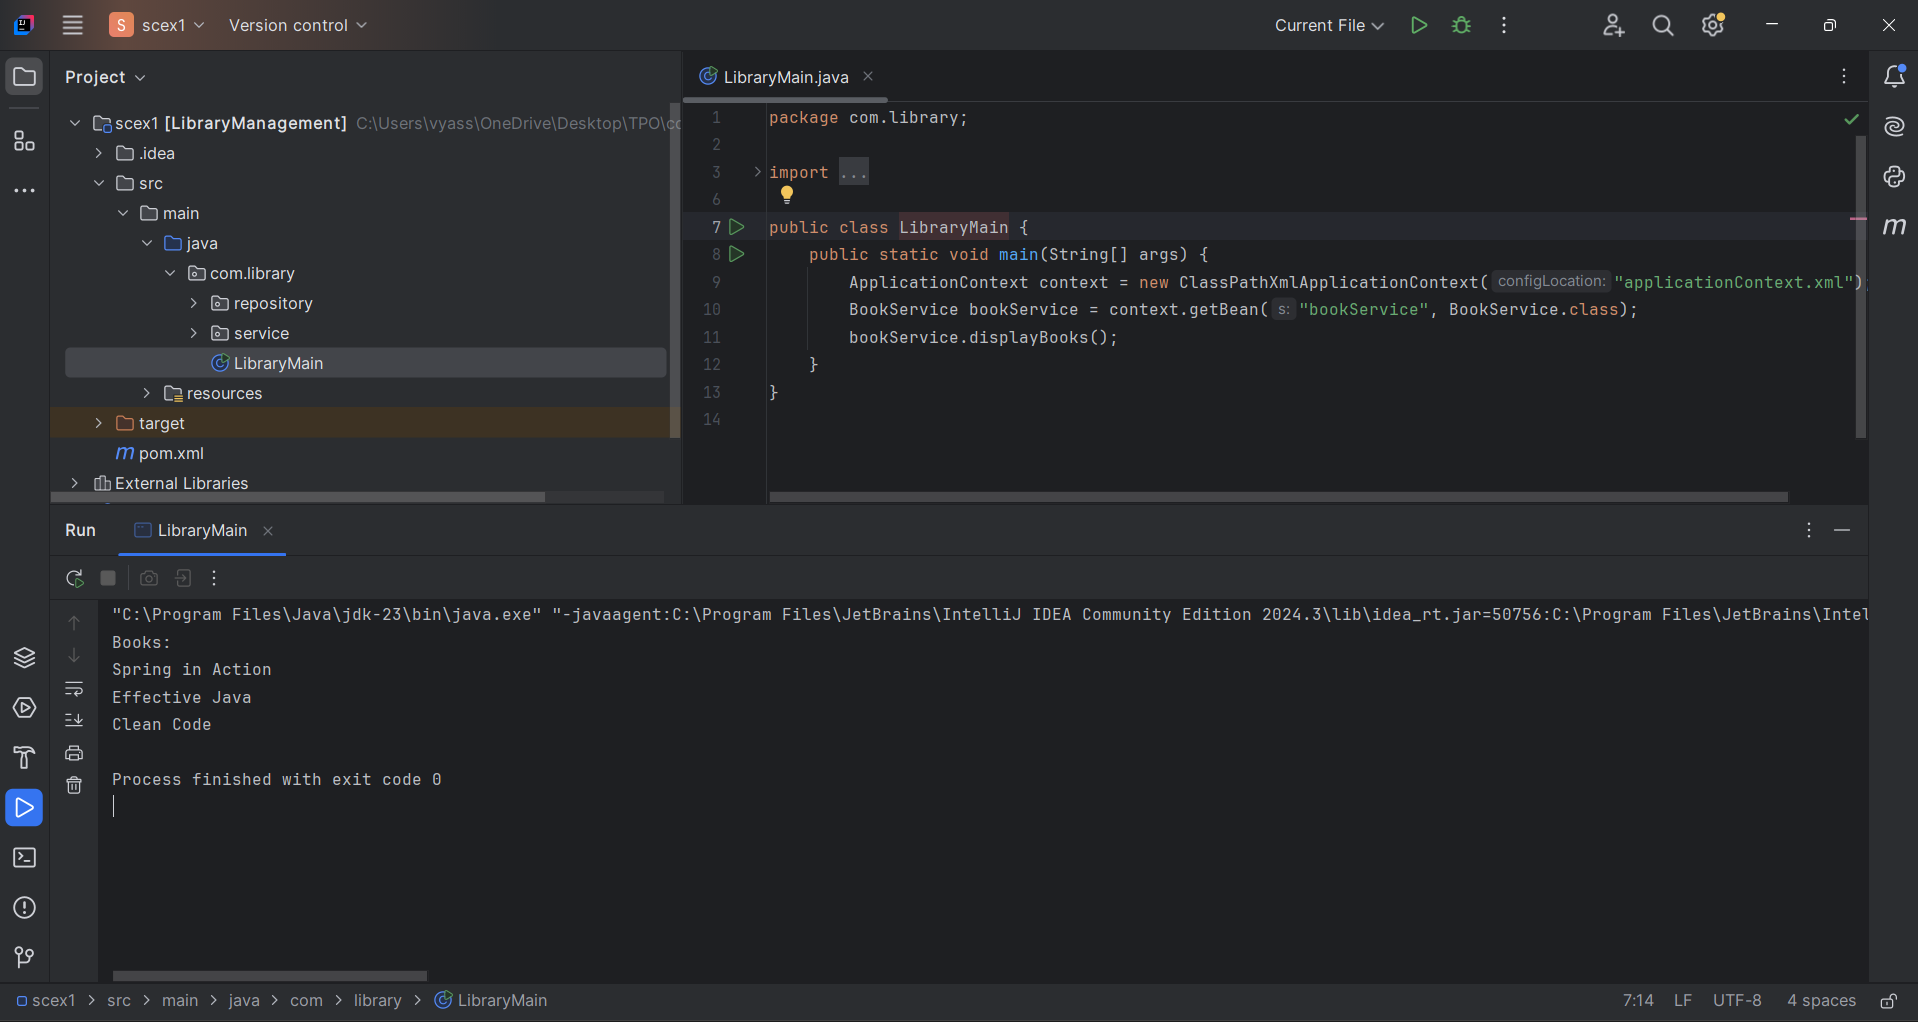 S scex1 Version control Current File
Project
LibraryMain.java
scex1 [LibraryManagement] C:\Users\vyass\OneDrive\Desktop\TPO\co
.idea
src
main
java
com.library
repository
service
LibraryMain
resources
target
m pom.xml
External Libraries
1 package com.library;
2
3 import ...
6
7 public class LibraryMain {
8 public static void main(String[] args) {
9 ApplicationContext context = new ClassPathXmlApplicationContext( configLocation: "applicationContext.xml");
10 BookService bookService = context.getBean( s: "bookService", BookService.class);
11 bookService.displayBooks();
12 }
13 }
14
m
Run LibraryMain
"C:\Program Files\Java\jdk-23\bin\java.exe" "-javaagent:C:\Program Files\JetBrains\IntelliJ IDEA Community Edition 2024.3\lib\idea_rt.jar=50756:C:\Program Files\JetBrains\Intel
Books:
Spring in Action
Effective Java
Clean Code
Process finished with exit code 0
scex1 > src > main > java > com > library > LibraryMain 7:14 LF UTF-8 4 spaces